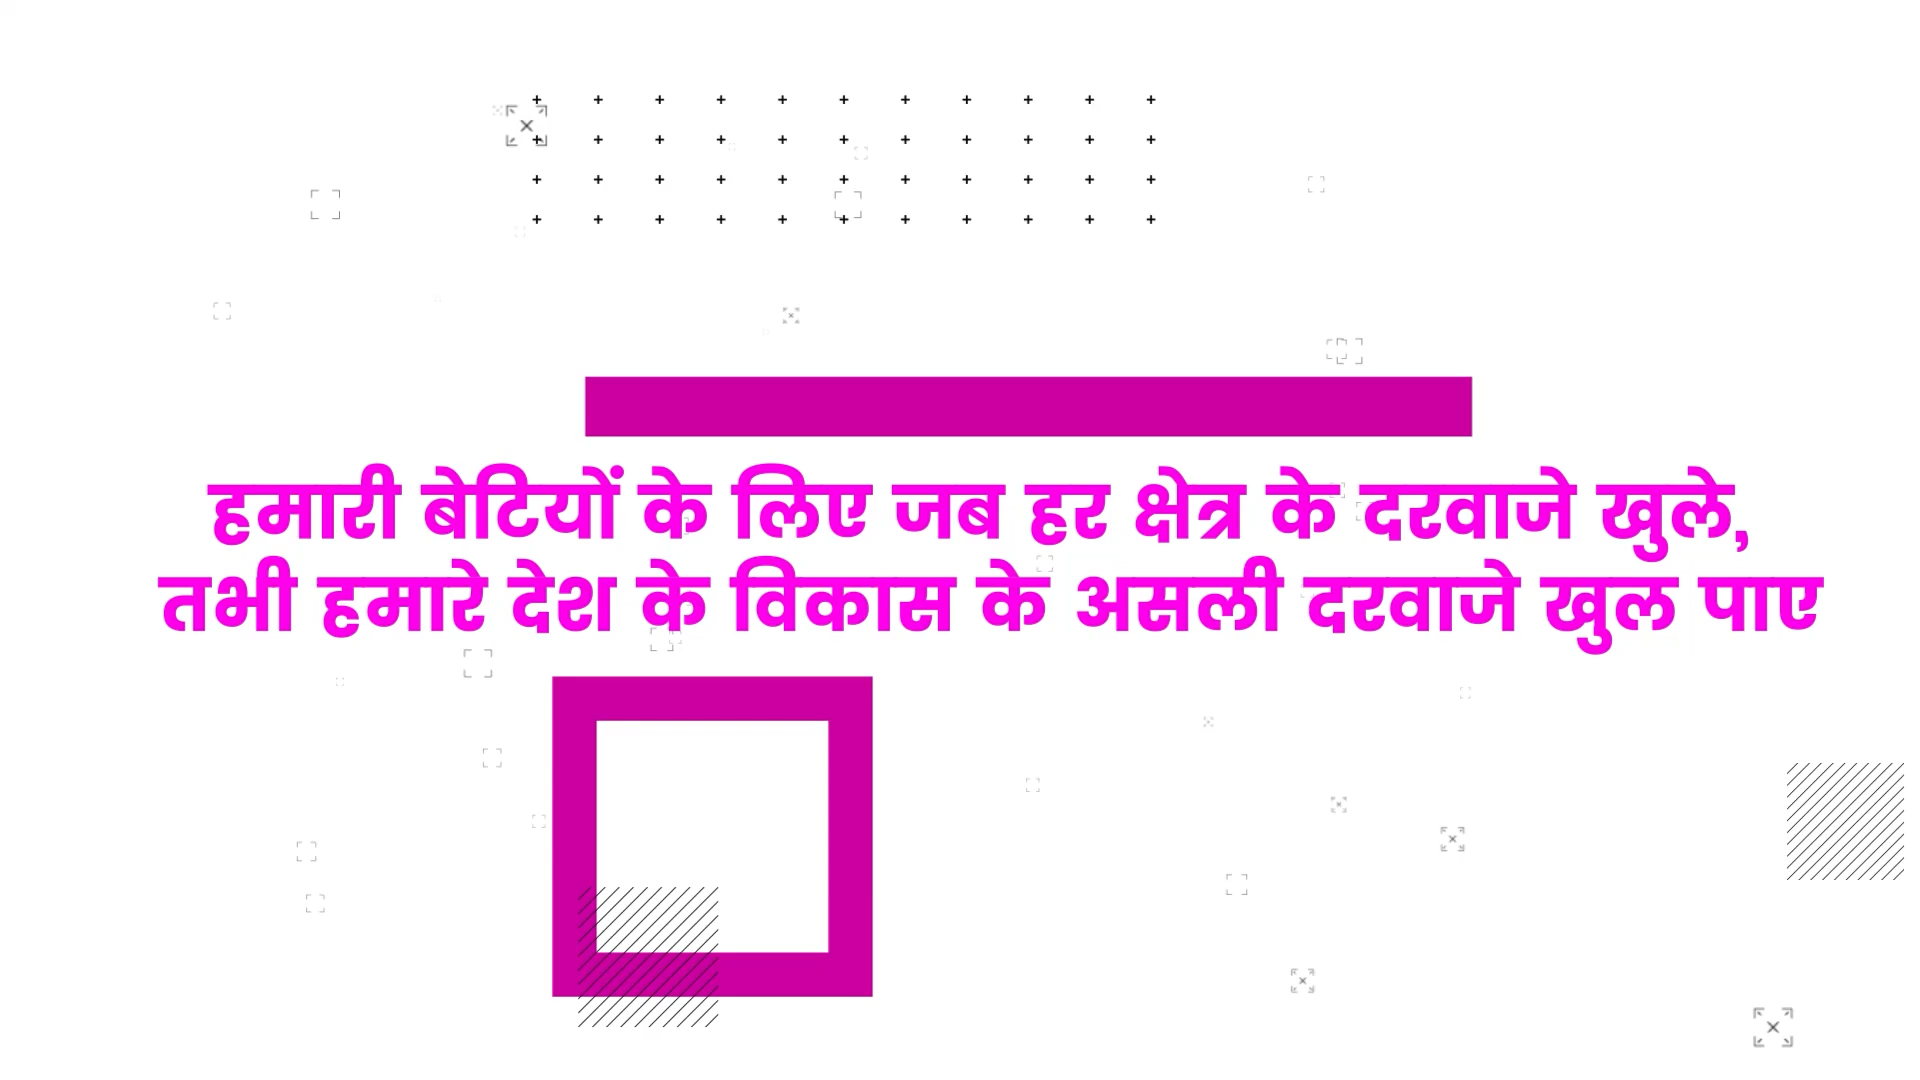 हमारी बेटियों के लिए जब हर क्षेत्र के दरवाजे खुले,
तभी हमारे देश के विकास के असली दरवाजे खुल पाए